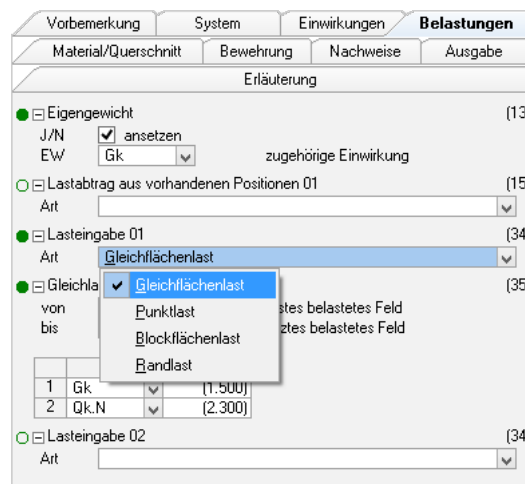 Vorbemerkung System Einwirkungen Belastungen
Material/Querschnitt Bewehrung Nachweise Ausgabe
Erläuterung
Eigengewicht (13
J/N ansetzen
EW Gk zugehörige Einwirkung
Lastabtrag aus vorhandenen Positionen 01 (15
Art
Lasteingabe 01 (34
Art Gleichflächenlast
Gleichla (35
Gleichflächenlast
von stes belastetes Feld
Punktlast
bis ztes belastetes Feld
Blockflächenlast
Randlast
1 Gk (1.500)
2 Qk.N (2.300)
Lasteingabe 02 (34
Art